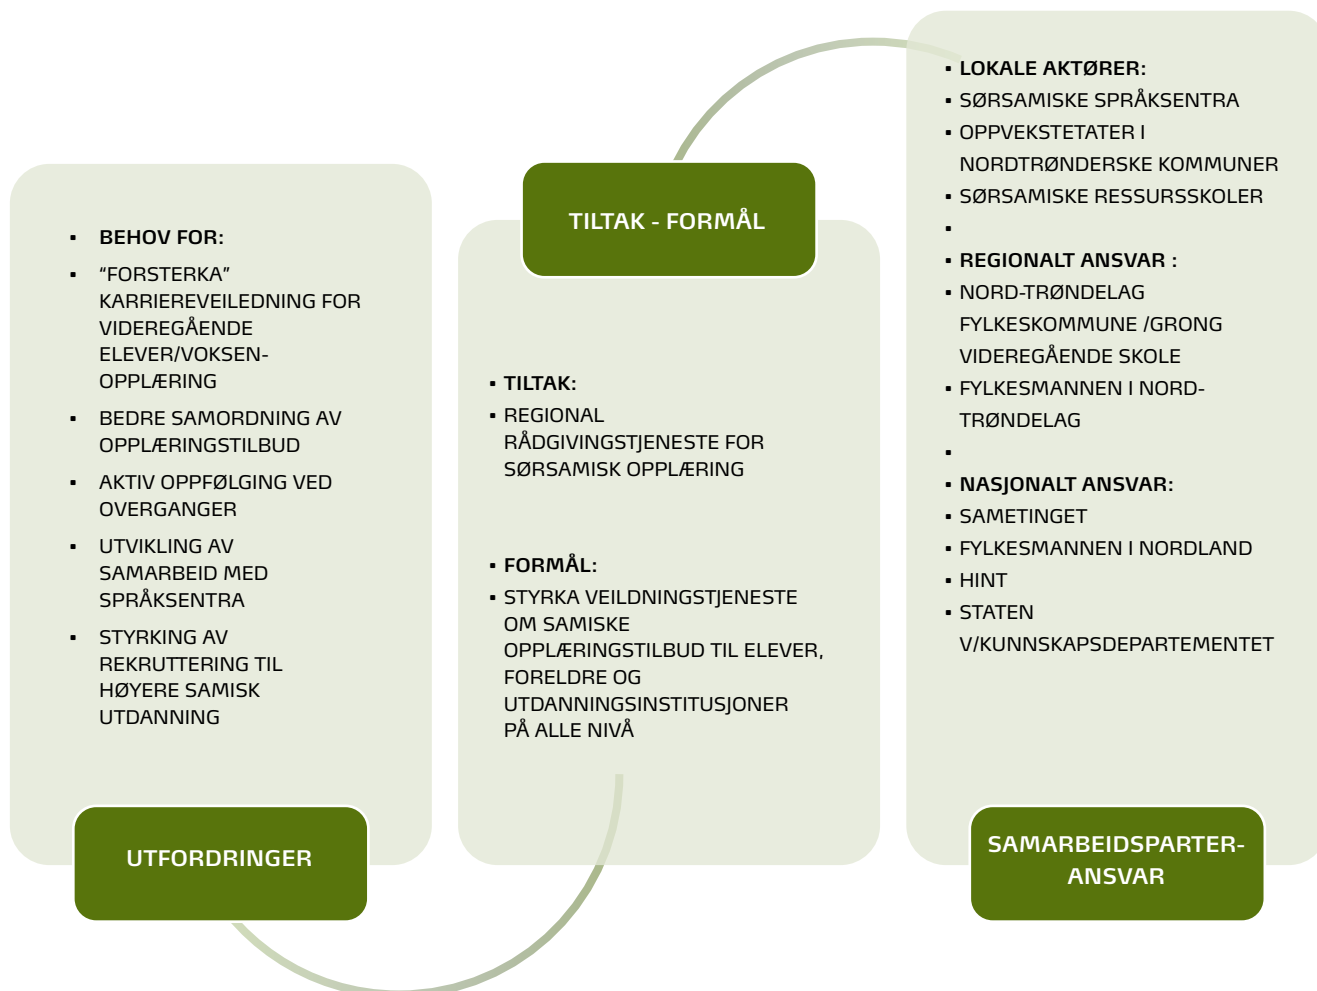 ▪ BEHOV FOR:
▪ “FORSTERKA”
KARRIEREVEILEDNING FOR
VIDEREGÅENDE
ELEVER/VOKSEN-
OPPLÆRING
▪ BEDRE SAMORDNING AV
OPPLÆRINGSTILBUD
▪ AKTIV OPPFØLGING VED
OVERGANGER
▪ UTVIKLING AV
SAMARBEID MED
SPRÅKSENTRA
▪ STYRKING AV
REKRUTTERING TIL
HØYERE SAMISK
UTDANNING
UTFORDRINGER
TILTAK - FORMÅL
▪ TILTAK:
▪ REGIONAL
RÅDGIVINGSTJENESTE FOR
SØRSAMISK OPPLÆRING
▪ FORMÅL:
▪ STYRKA VEILDNINGSTJENESTE
OM SAMISKE
OPPLÆRINGSTILBUD TIL ELEVER,
FORELDRE OG
UTDANNINGSINSTITUSJONER
PÅ ALLE NIVÅ
▪ LOKALE AKTØRER:
▪ SØRSAMISKE SPRÅKSENTRA
▪ OPPVEKSTETATER I
NORDTRØNDERSKE KOMMUNER
▪ SØRSAMISKE RESSURSSKOLER
▪
▪ REGIONALT ANSVAR :
▪ NORD-TRØNDELAG
FYLKESKOMMUNE /GRONG
VIDEREGÅENDE SKOLE
▪ FYLKESMANNEN I NORD-
TRØNDELAG
▪
▪ NASJONALT ANSVAR:
▪ SAMETINGET
▪ FYLKESMANNEN I NORDLAND
▪ HINT
▪ STATEN
V/KUNNSKAPSDEPARTEMENTET
SAMARBEIDSPARTER-
ANSVAR